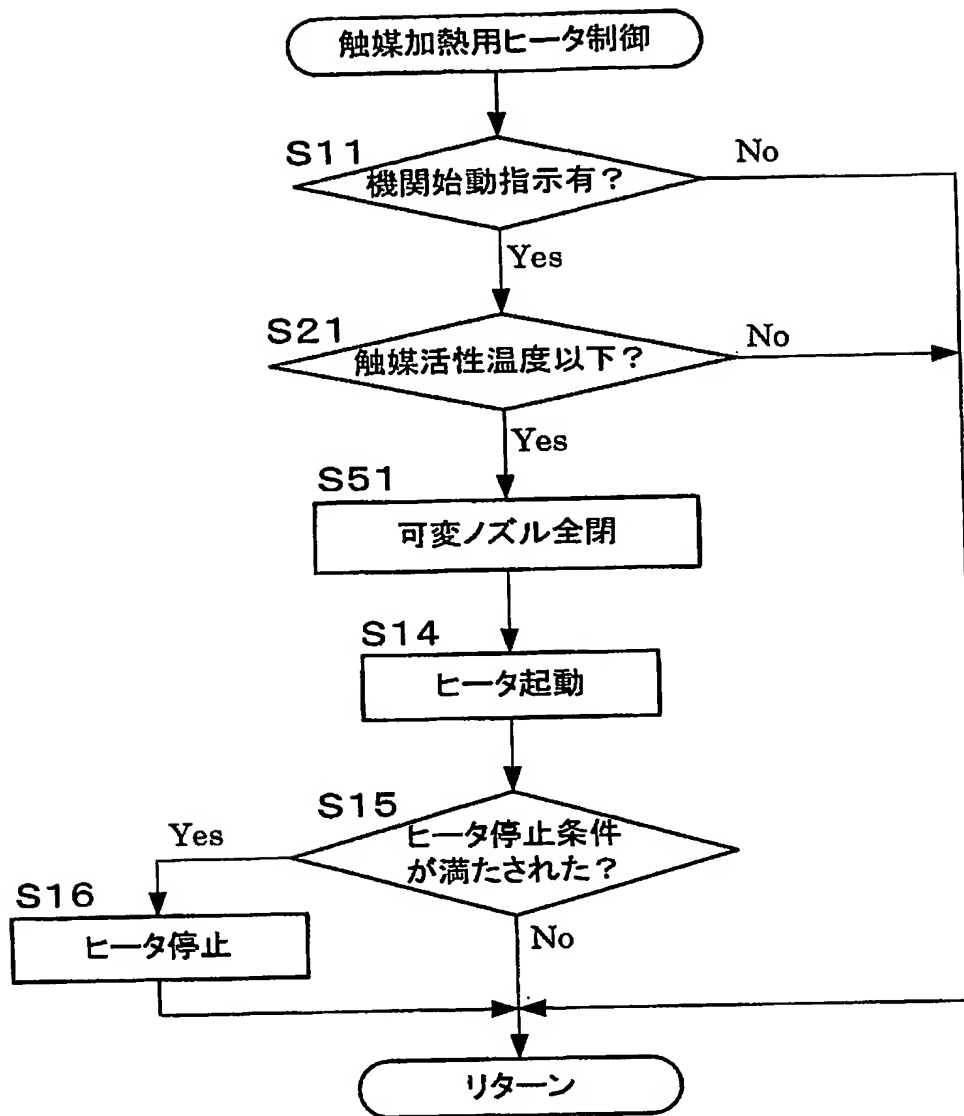 触媒加熱用ヒータ制御
S11
機関始動指示有？
No
Yes
S21
触媒活性温度以下？
No
Yes
S51
可変ノズル全閉
S14
ヒータ起動
S15
ヒータ停止条件
が満たされた？
Yes
No
S16
ヒータ停止
リターン